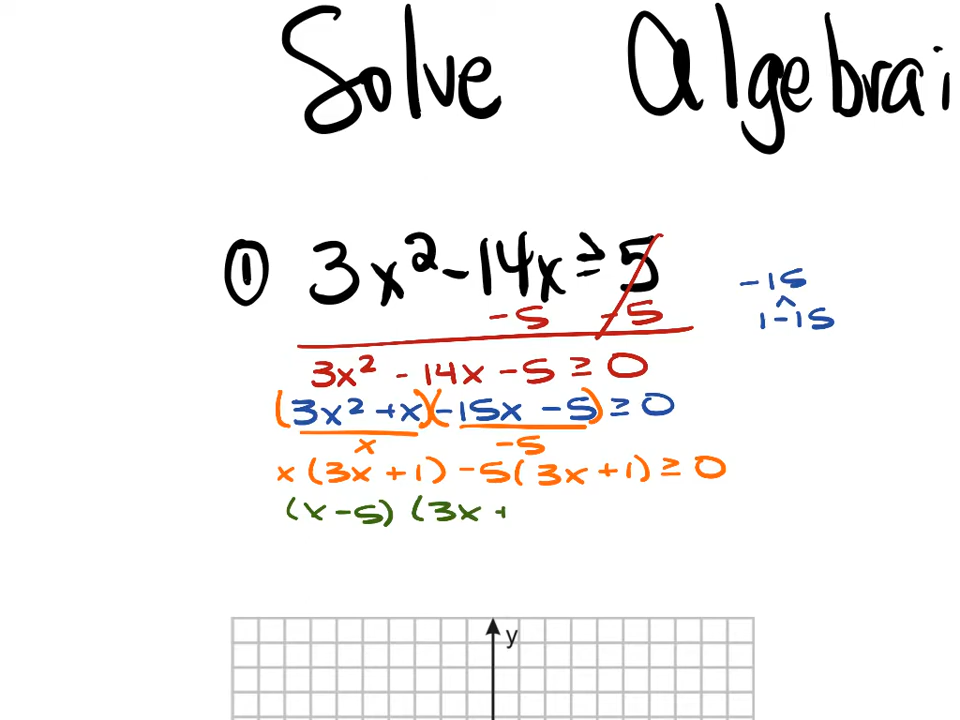 Solve Algebrai
① 3x² - 14x ≥ 5
-15
-5 -5
1 -15
3x² - 14x - 5 ≥ 0
(3x² + x)(-15x - 5) ≥ 0
x -5
x(3x + 1) - 5(3x + 1) ≥ 0
(x - 5)(3x +
y